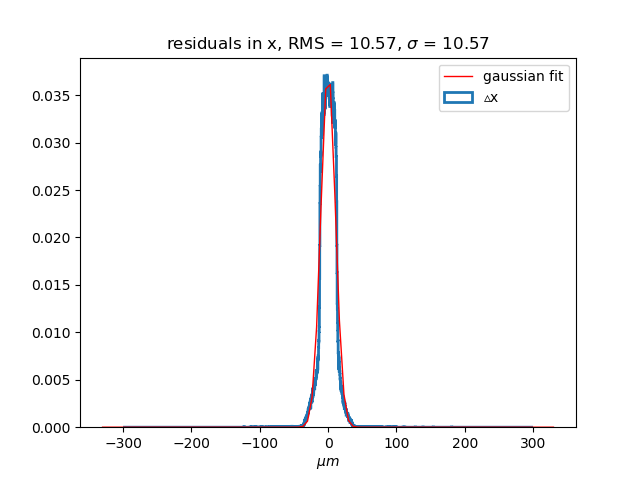 residuals in x, RMS = 10.57, σ = 10.57
gaussian fit
▵x
0.035
0.030
0.025
0.020
0.015
0.010
0.005
0.000
−300 −200 −100 0 100 200 300
μm